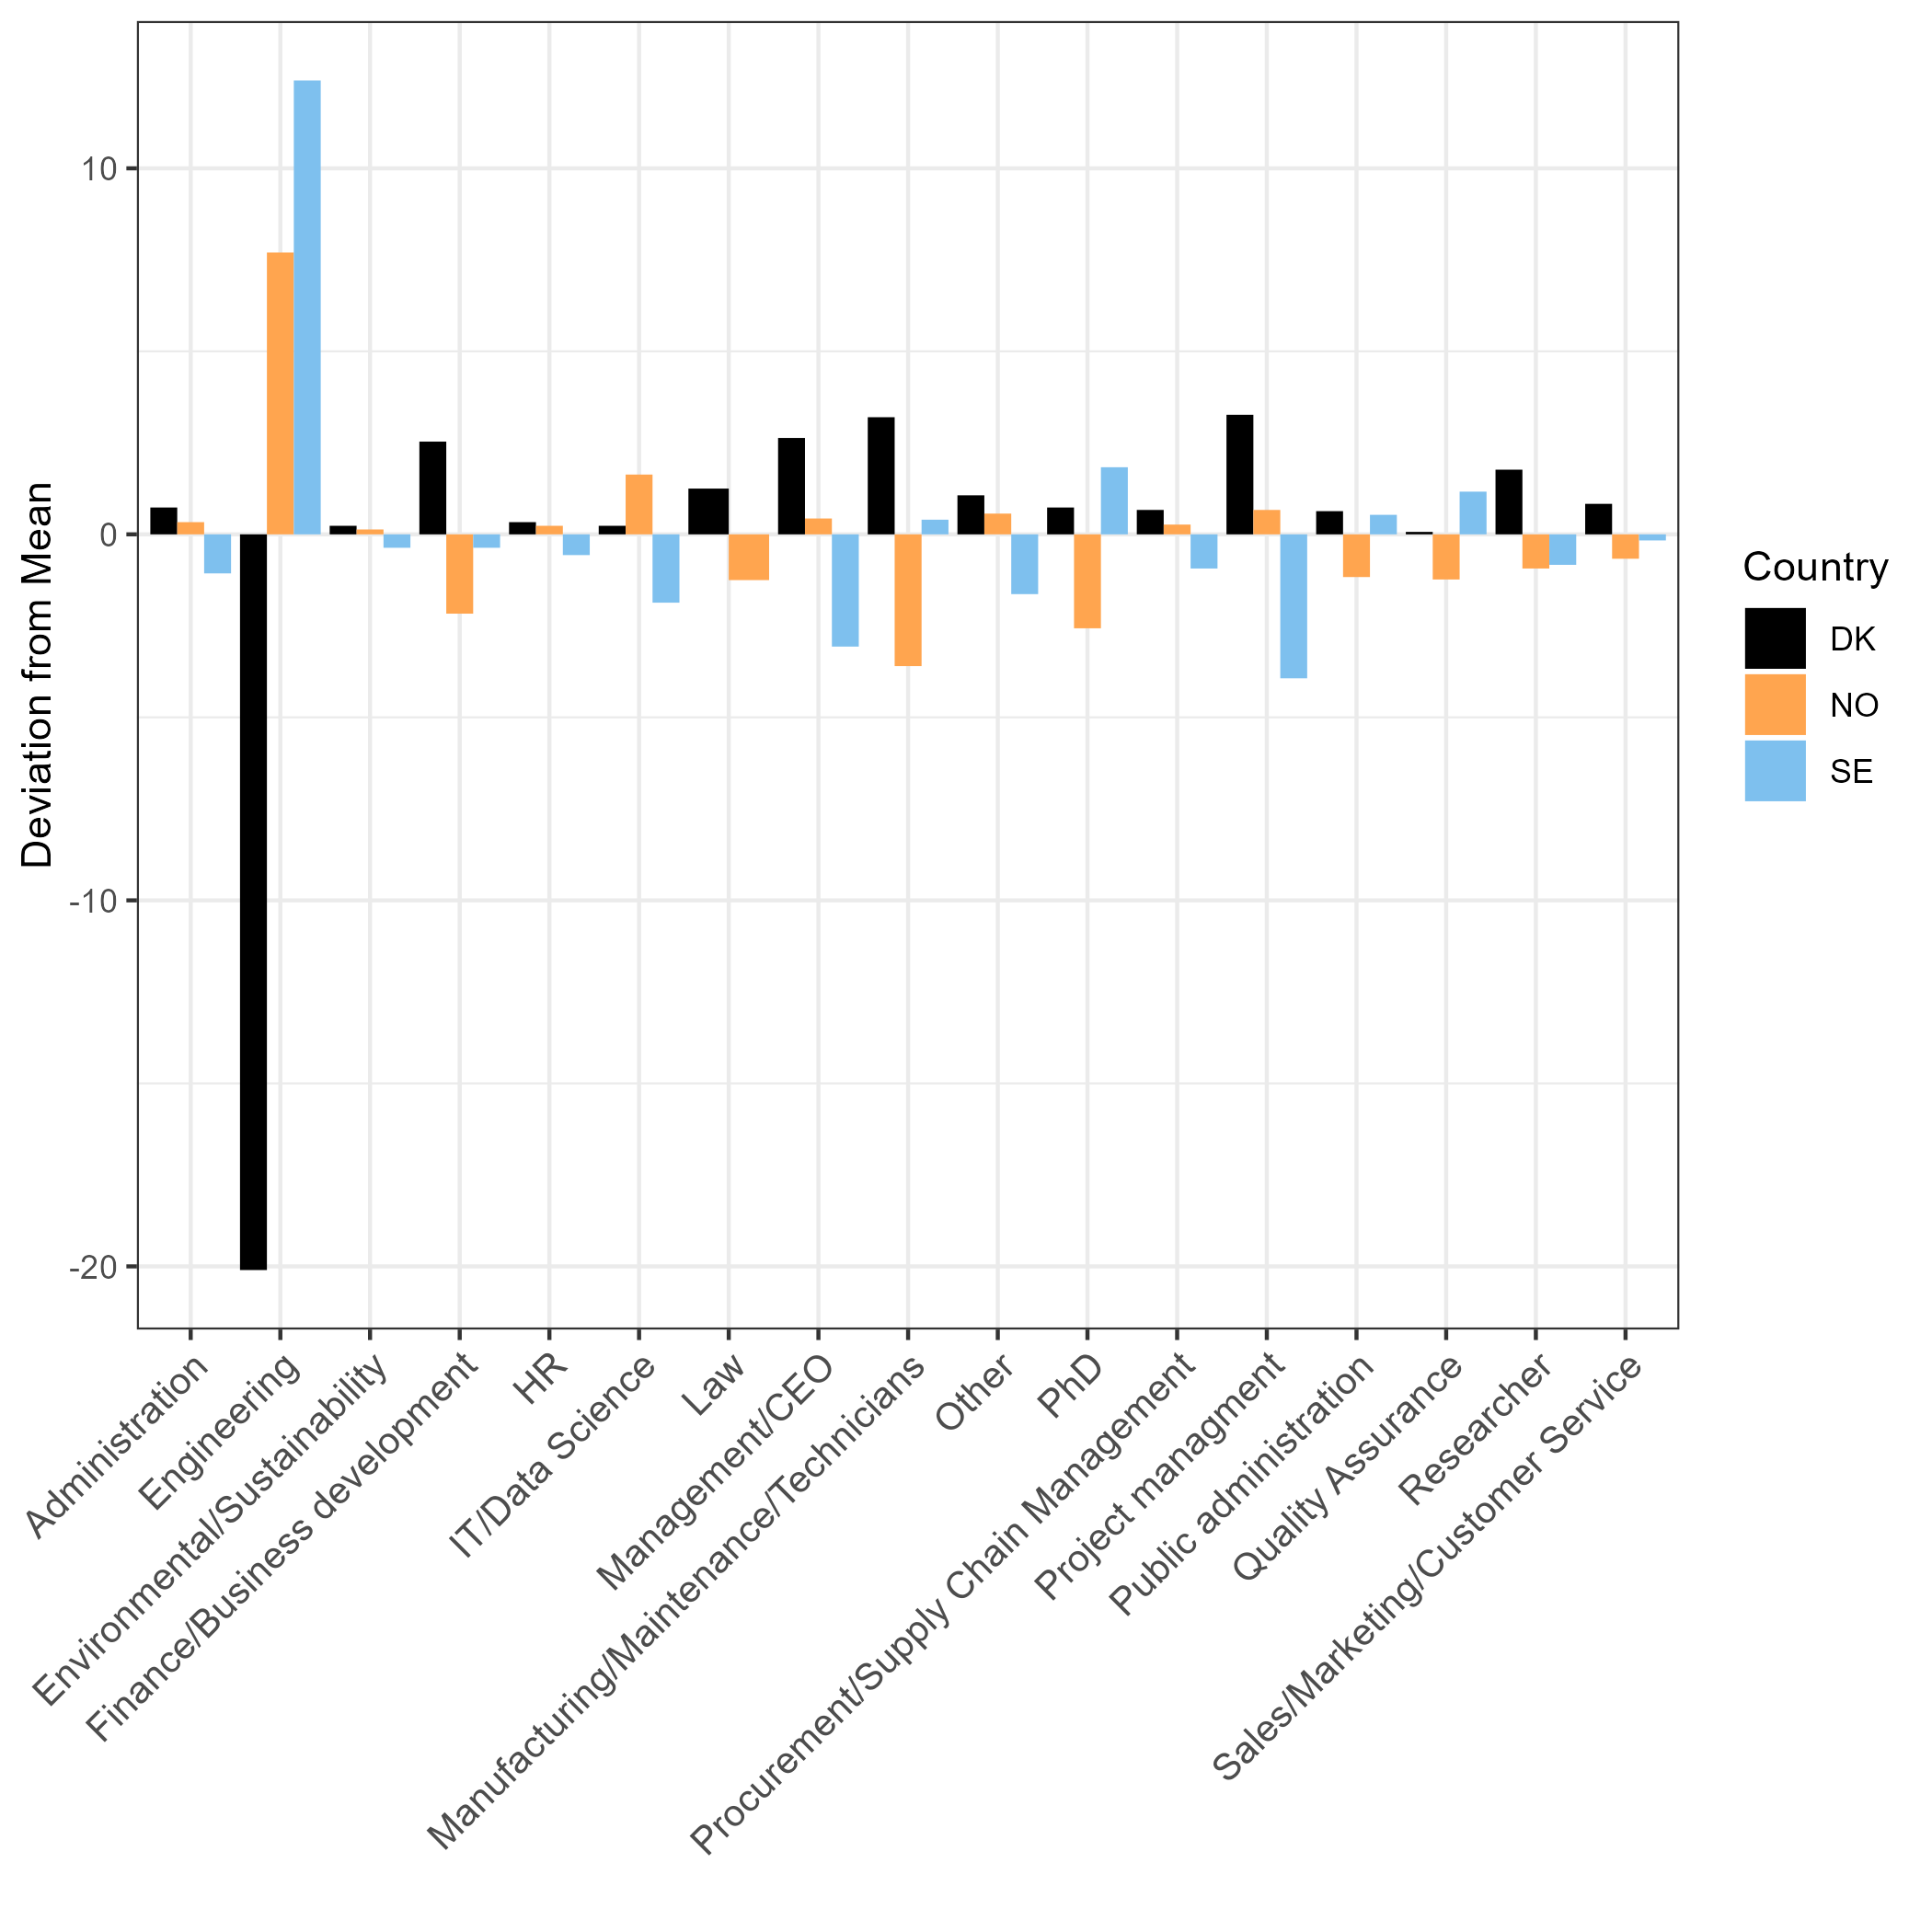 Deviation from Mean
10
0
-10
-20
Administration
Engineering
Environmental/Sustainability
Finance/Business development
HR
IT/Data Science
Law
Management/CEO
Manufacturing/Maintenance/Technicians
Other
PhD
Procurement/Supply Chain Management
Project managment
Public administration
Quality Assurance
Researcher
Sales/Marketing/Customer Service
Country
DK
NO
SE